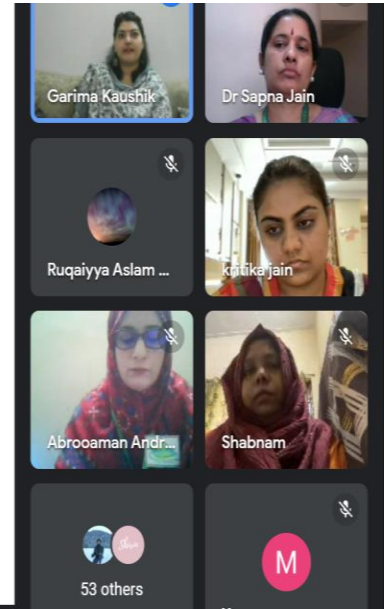 Garima Kaushik
Dr Sapna Jain
Ruqaiyya Aslam ...
kritika jain
Abrooaman Andr...
Shabnam
53 others
M